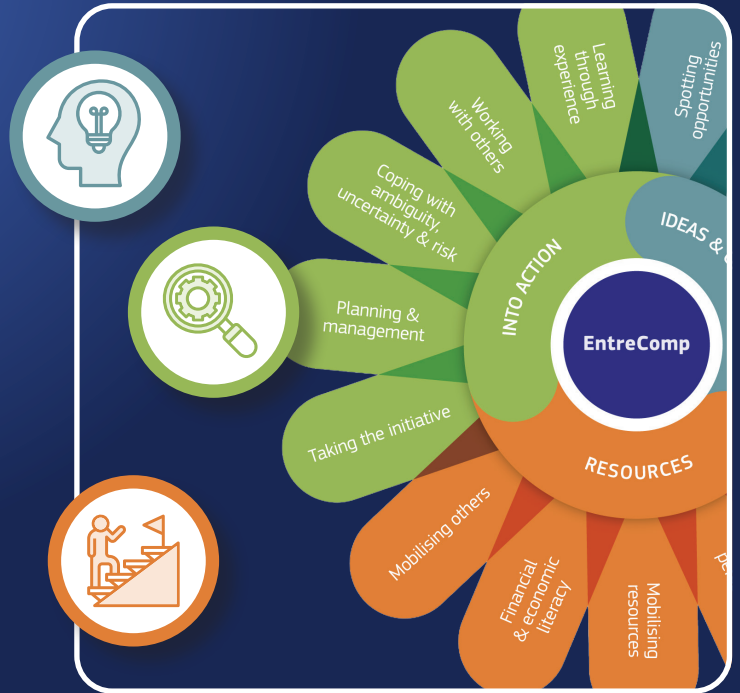 Spotting
opportunities
Learning
through
experience
Working
with others
Coping with
ambiguity,
uncertainty & risk
Planning &
management
Taking the initiative
Mobilising others
Financial
& economic
literacy
Mobilising
resources
INTO ACTION
IDEAS &
RESOURCES
EntreComp